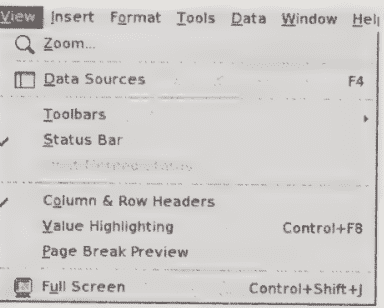 View Insert Format Tools Data Window Hel
Zoom...
Data Sources F4
Toolbars
Status Bar
Column & Row Headers
Value Highlighting Control+F8
Page Break Preview
Full Screen Control+Shift+J